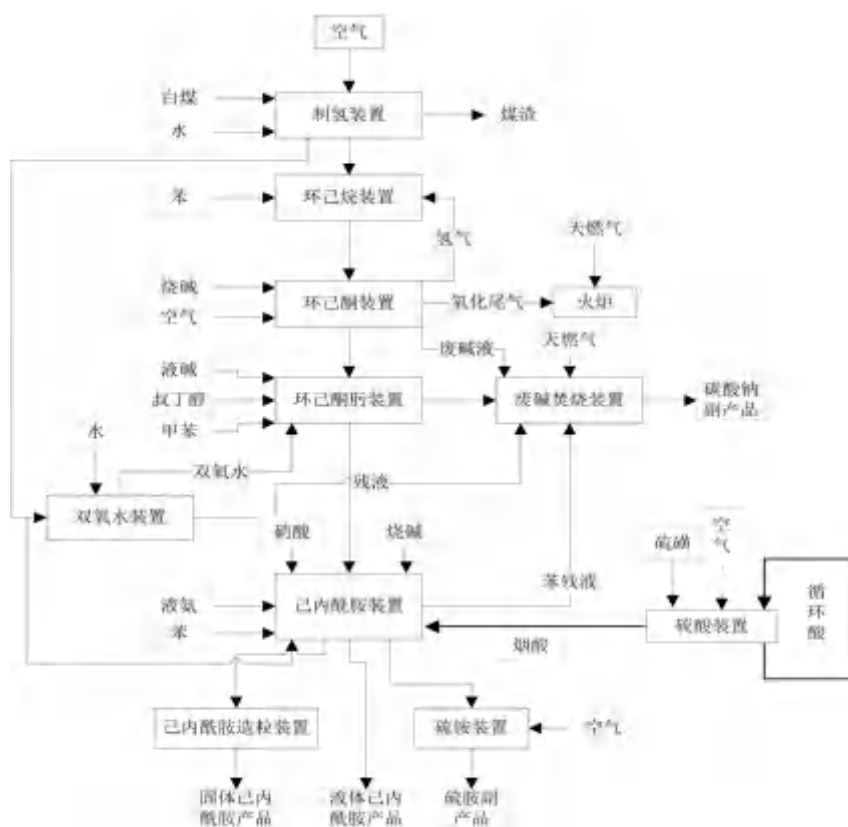 空气
白煤
制氢装置
煤渣
水
苯
环己烷装置
氢气
天燃气
烧碱
环己酮装置
氧化尾气
火炬
空气
废碱液
天燃气
液碱
叔丁醇
环己酮肟装置
废碱焚烧装置
碳酸钠
副产品
甲苯
水
双氧水
残液
双氧水装置
硝酸
烧碱
硫磺
空气
循环酸
苯残液
液氨
己内酰胺装置
苯
硫酸装置
烟酸
己内酰胺造粒装置
硫铵装置
空气
固体己内
酰胺产品
液体己内
酰胺产品
硫胺副
产品